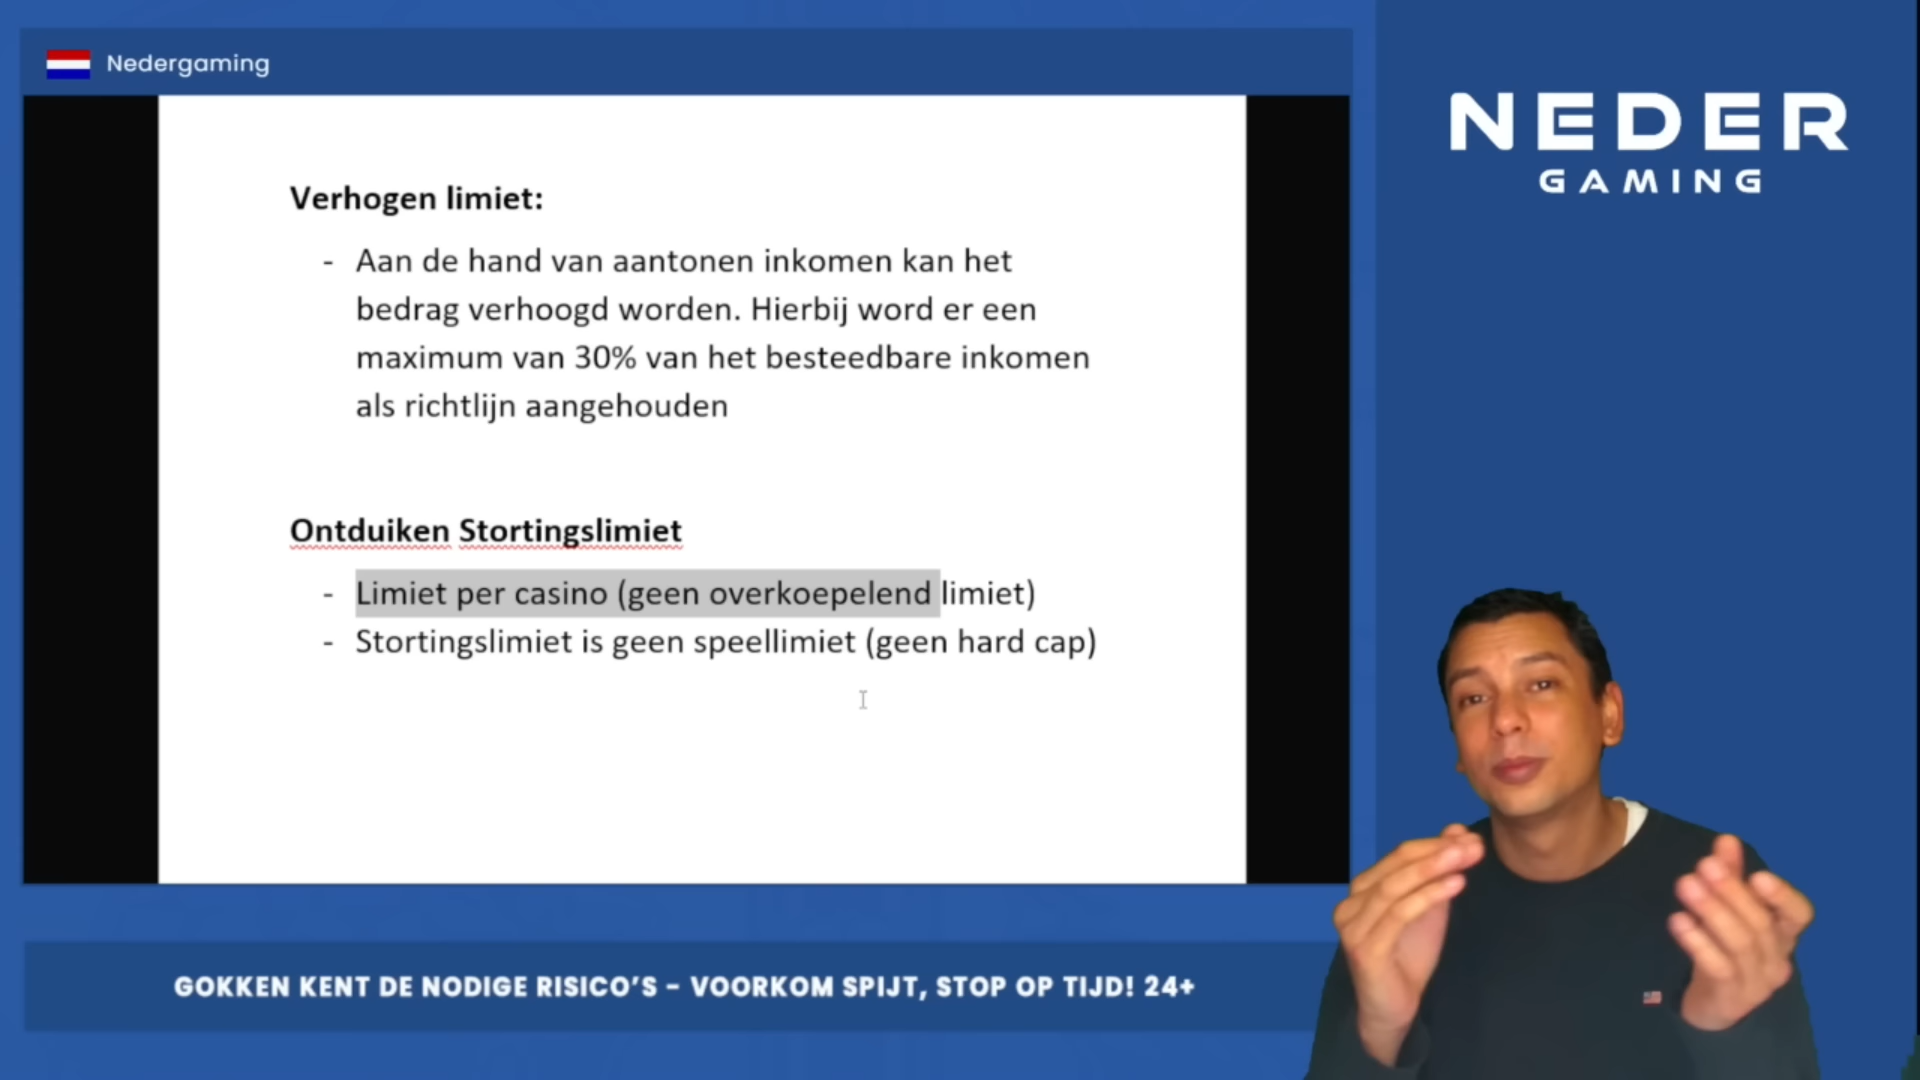 Nedergaming
NEDER
GAMING
Verhogen limiet:
- Aan de hand van aantonen inkomen kan het
bedrag verhoogd worden. Hierbij word er een
maximum van 30% van het besteedbare inkomen
als richtlijn aangehouden
Ontduiken Stortingslimiet
- Limiet per casino (geen overkoepelend limiet)
- Stortingslimiet is geen speellimiet (geen hard cap)
GOKKEN KENT DE NODIGE RISICO'S - VOORKOM SPIJT, STOP OP TIJD! 24+